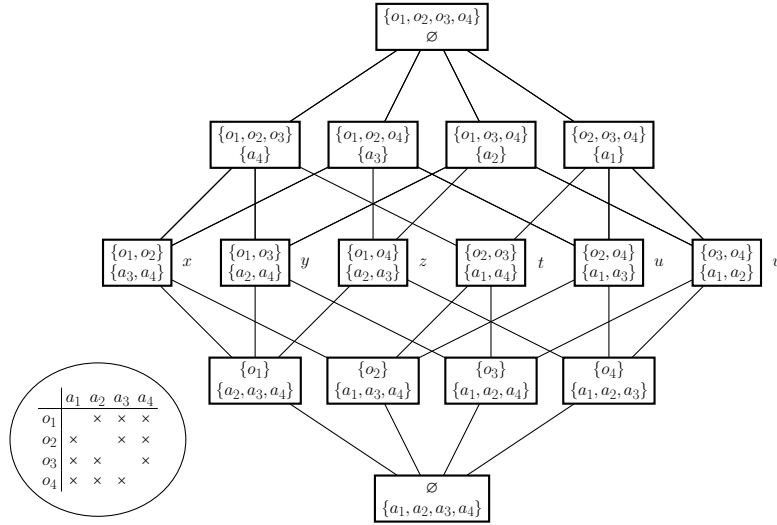 {o₁, o₂, o₃, o₄}
∅
{o₁, o₂, o₃} {o₁, o₂, o₄} {o₁, o₃, o₄} {o₂, o₃, o₄}
{a₄} {a₃} {a₂} {a₁}
{o₁, o₂} {o₁, o₃} {o₁, o₄} {o₂, o₃} {o₂, o₄} {o₃, o₄}
x y z t u v
{a₃, a₄} {a₂, a₄} {a₂, a₃} {a₁, a₄} {a₁, a₃} {a₁, a₂}
{o₁} {o₂} {o₃} {o₄}
{a₂, a₃, a₄} {a₁, a₃, a₄} {a₁, a₂, a₄} {a₁, a₂, a₃}
a₁ a₂ a₃ a₄
o₁ × × ×
o₂ × × ×
o₃ × × ×
o₄ × × ×
∅
{a₁, a₂, a₃, a₄}